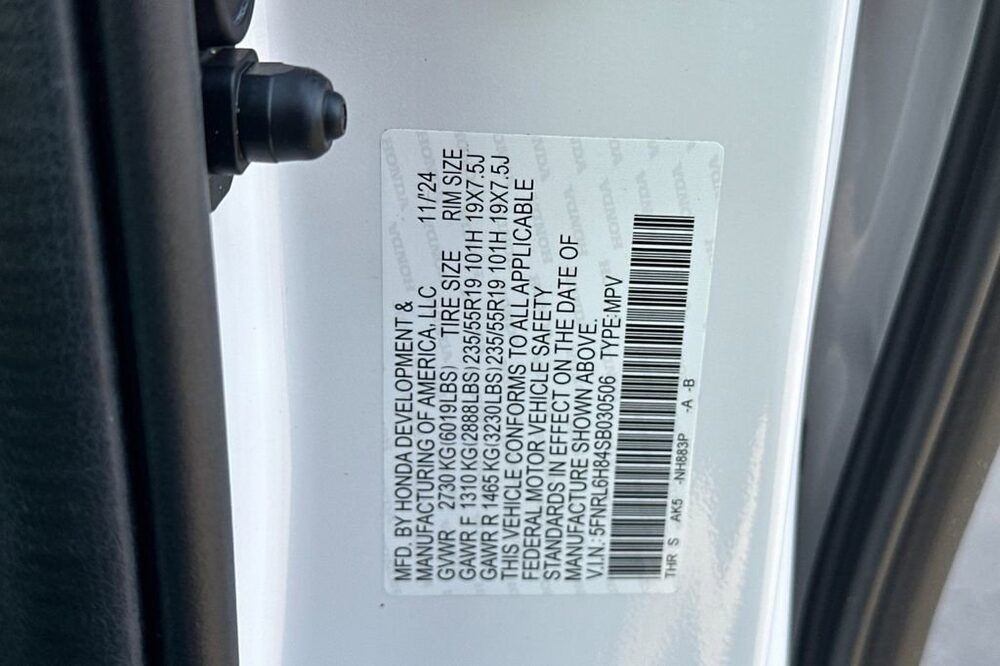 MFD. BY HONDA DEVELOPMENT &
MANUFACTURING OF AMERICA, LLC 11/'24
GVWR 2730 KG(6019LBS) TIRE SIZE RIM SIZE
GAWR F 1310 KG(2888LBS)235/55R19 101H 19X7.5J
GAWR R 1465 KG(3230LBS)235/55R19 101H 19X7.5J
THIS VEHICLE CONFORMS TO ALL APPLICABLE
FEDERAL MOTOR VEHICLE SAFETY
STANDARDS IN EFFECT ON THE DATE OF
MANUFACTURE SHOWN ABOVE.
V.I.N.: 5FNRL6H84SB030506 TYPE:MPV
THR S AK5 -NH883P -A -B